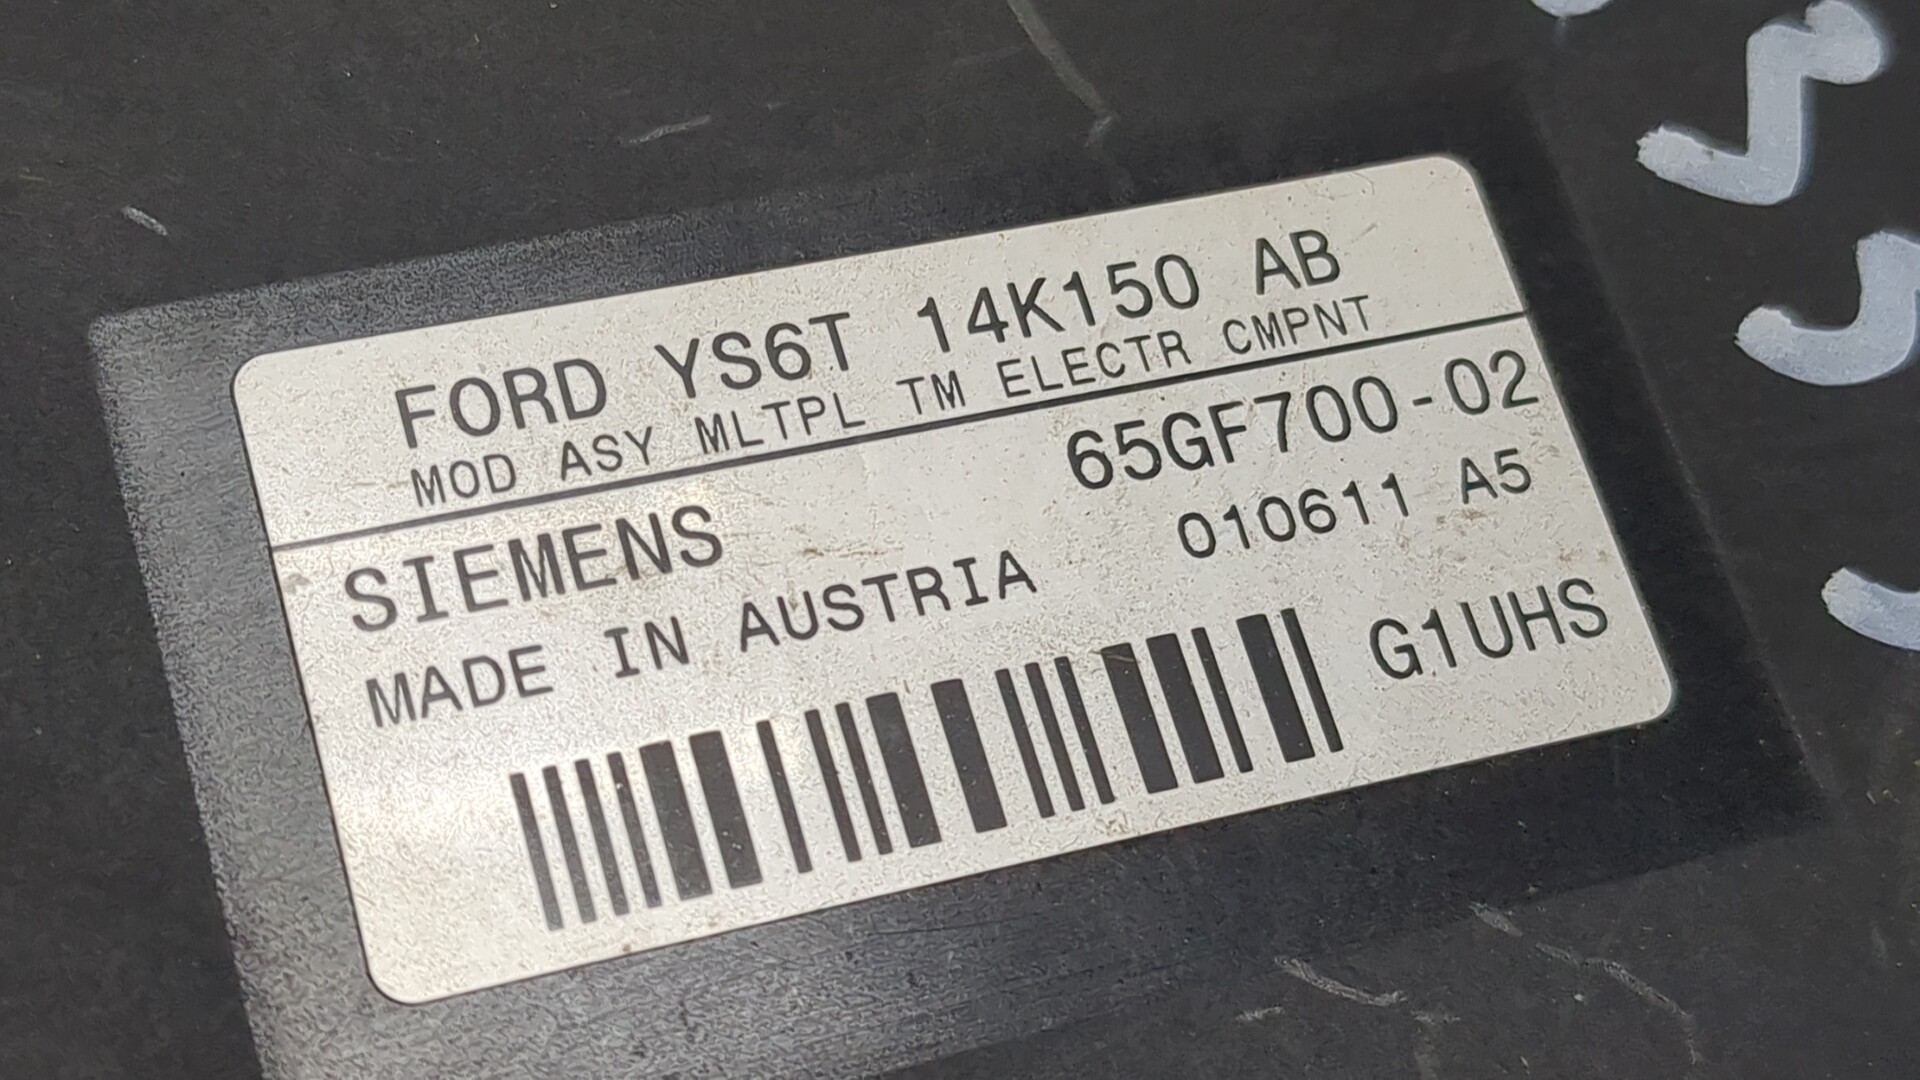 FORD YS6T 14K150 AB
MOD ASY MLTPL TM ELECTR CMPNT
SIEMENS 65GF700-02
MADE IN AUSTRIA 010611 A5
G1UHS